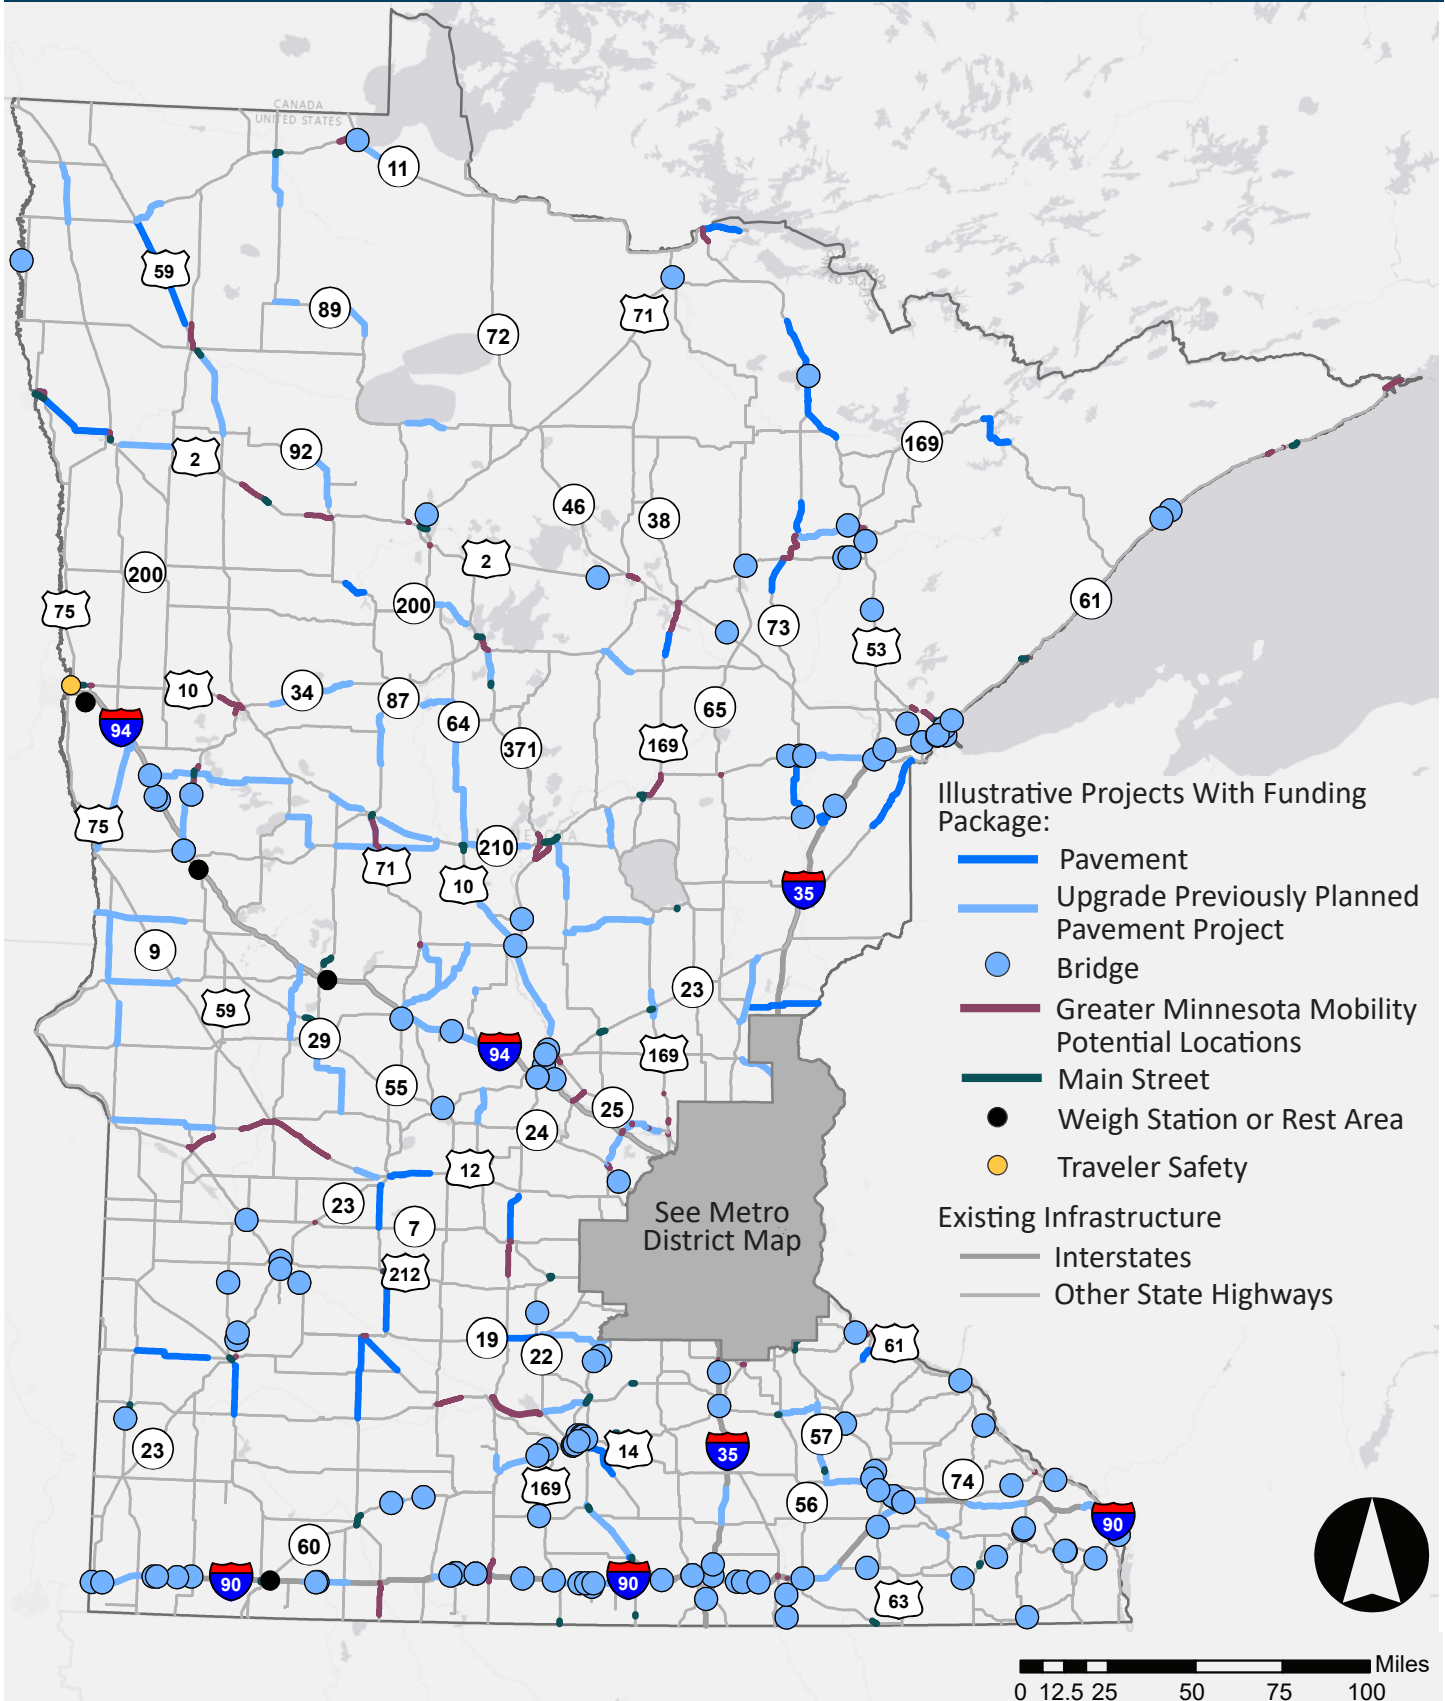 CANADA
UNITED STATES
11
59
89
72
71
2
92
169
46
38
2
200
200
75
73
53
61
10
34
87
64
65
94
371
169
75
210
71
10
35
9
59
23
29
94
169
55
25
24
12
23
7
212
See Metro
District Map
19
22
61
23
14
35
57
169
56
74
60
90
90
90
63
Illustrative Projects With Funding
Package:
Pavement
Upgrade Previously Planned
Pavement Project
Bridge
Greater Minnesota Mobility
Potential Locations
Main Street
Weigh Station or Rest Area
Traveler Safety
Existing Infrastructure
Interstates
Other State Highways
Miles
0 12.5 25 50 75 100